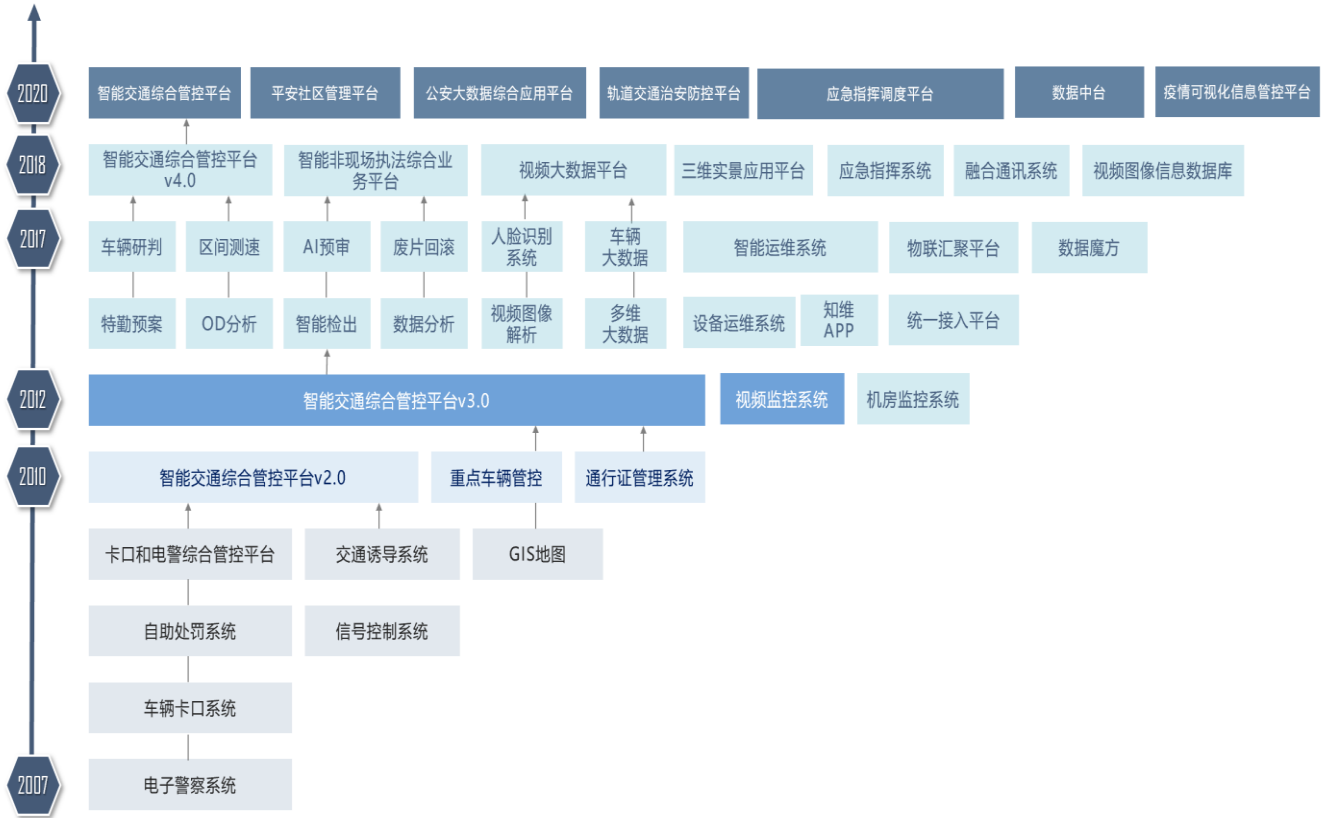 2020
智能交通综合管控平台
平安社区管理平台
公安大数据综合应用平台
轨道交通治安防控平台
应急指挥调度平台
数据中台
疫情可视化信息管控平台
2018
智能交通综合管控平台
v4.0
智能非现场执法综合业
务平台
视频大数据平台
三维实景应用平台
应急指挥系统
融合通讯系统
视频图像信息数据库
2017
车辆研判
区间测速
AI预审
废片回滚
人脸识别
系统
车辆
大数据
智能运维系统
物联汇聚平台
数据魔方
特勤预案
OD分析
智能检出
数据分析
视频图像
解析
多维
大数据
设备运维系统
知维
APP
统一接入平台
2012
智能交通综合管控平台v3.0
视频监控系统
机房监控系统
2010
智能交通综合管控平台v2.0
重点车辆管控
通行证管理系统
卡口和电警综合管控平台
交通诱导系统
GIS地图
自助处罚系统
信号控制系统
车辆卡口系统
2007
电子警察系统